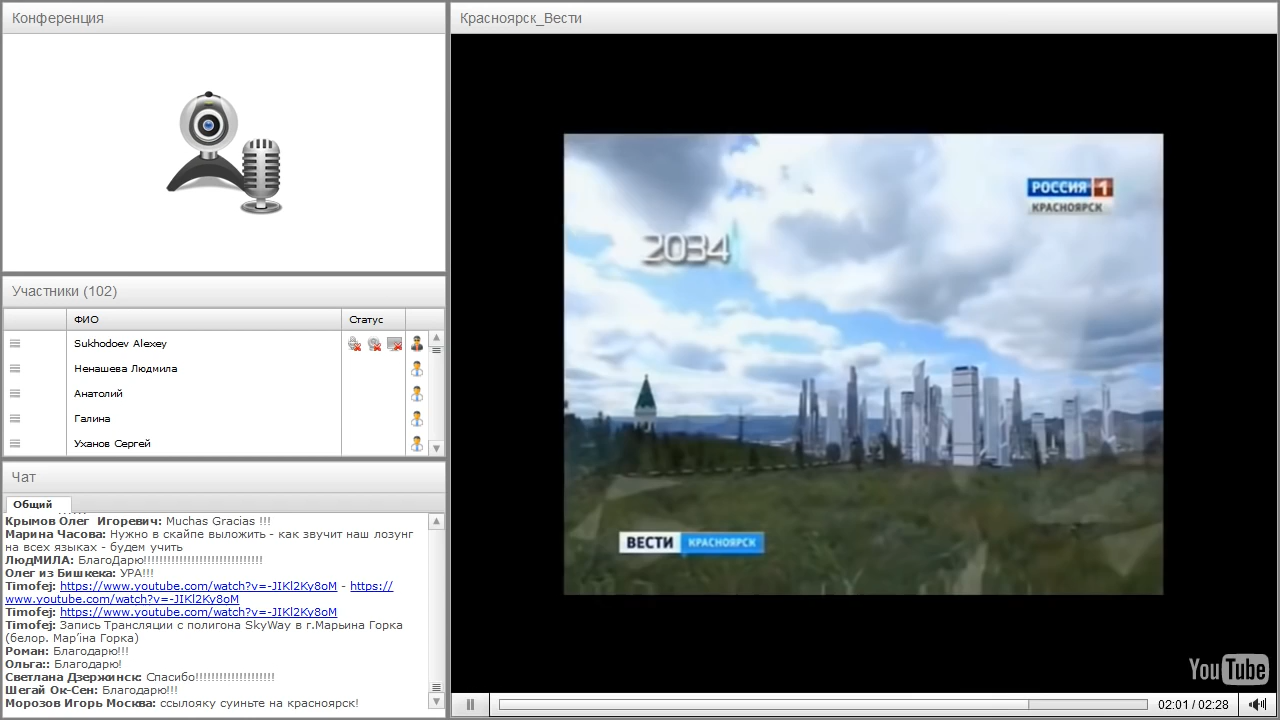 Конференция
Красноярск_Вести
РОССИЯ 1
КРАСНОЯРСК
2034
ВЕСТИ КРАСНОЯРСК
YouTube
02:01 / 02:28
Участники (102)
ФИО Статус
Sukhodoev Alexey
Ненашева Людмила
Анатолий
Галина
Уханов Сергей
Чат
Общий
Крымов Олег Игоревич: Muchas Gracias !!!
Марина Часова: Нужно в скайпе выложить - как звучит наш лозунг
на всех языках - будем учить
ЛюдМИЛА: БлагоДарю!!!!!!!!!!!!!!!!!!!!!!!!!!!!!
Олег из Бишкека: УРА!!!
Timofej: https://www.youtube.com/watch?v=-JIKl2Ky8oM - https://
www.youtube.com/watch?v=-JIKl2Ky8oM
Timofej: https://www.youtube.com/watch?v=-JIKl2Ky8oM
Timofej: Запись Трансляции с полигона SkyWay в г.Марьина Горка
(белор. Мар’iна Горка)
Роман: Благодарю!!!
Ольга:: Благодарю!
Светлана Дзержинск: Спасибо!!!!!!!!!!!!!!!!!!!!
Шегай Ок-Сен: Благодарю!!!
Морозов Игорь Москва: ссылояку суиньте на красноярск!